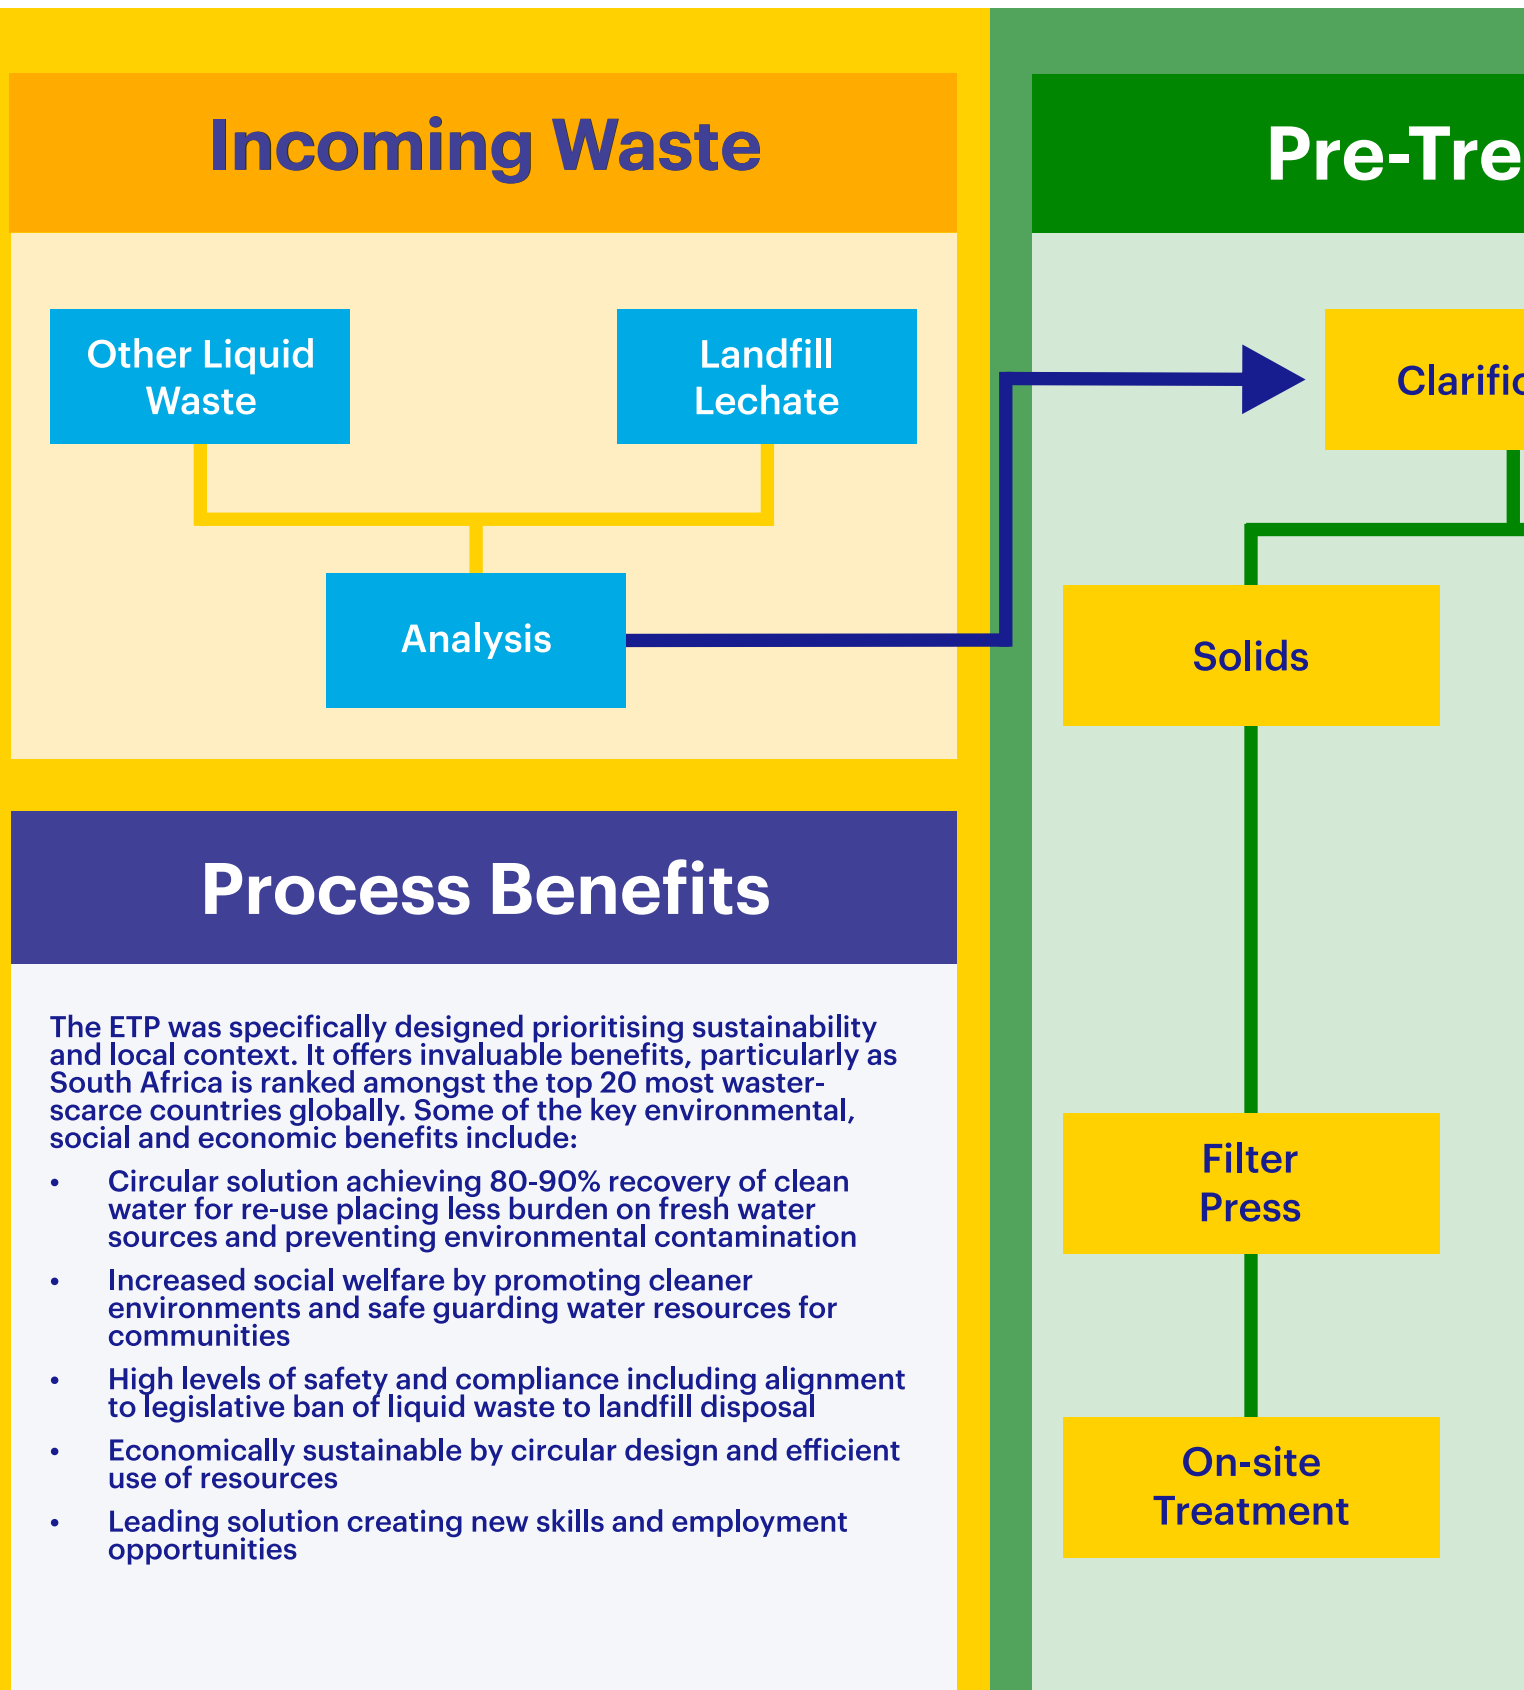 Incoming Waste
Other Liquid
Waste
Landfill
Lechate
Analysis
Process Benefits
The ETP was specifically designed prioritising sustainability
and local context. It offers invaluable benefits, particularly as
South Africa is ranked amongst the top 20 most waster-
scarce countries globally. Some of the key environmental,
social and economic benefits include:
• Circular solution achieving 80-90% recovery of clean
water for re-use placing less burden on fresh water
sources and preventing environmental contamination
• Increased social welfare by promoting cleaner
environments and safe guarding water resources for
communities
• High levels of safety and compliance including alignment
to legislative ban of liquid waste to landfill disposal
• Economically sustainable by circular design and efficient
use of resources
• Leading solution creating new skills and employment
opportunities
Pre-Tre
Clarific
Solids
Filter
Press
On-site
Treatment